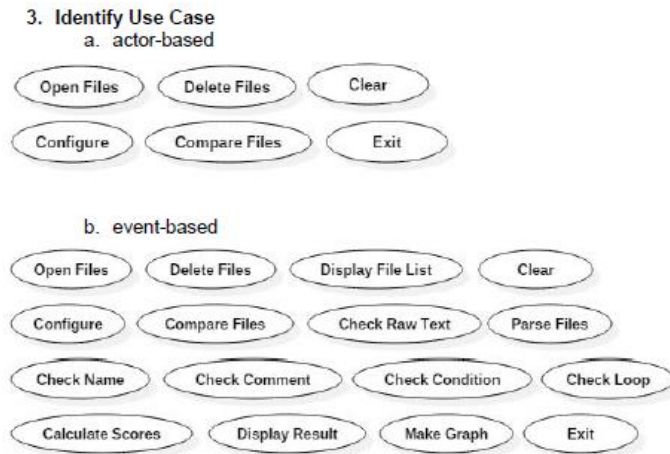 3. Identify Use Case
a. actor-based
Open Files Delete Files Clear
Configure Compare Files Exit
b. event-based
Open Files Delete Files Display File List Clear
Configure Compare Files Check Raw Text Parse Files
Check Name Check Comment Check Condition Check Loop
Calculate Scores Display Result Make Graph Exit